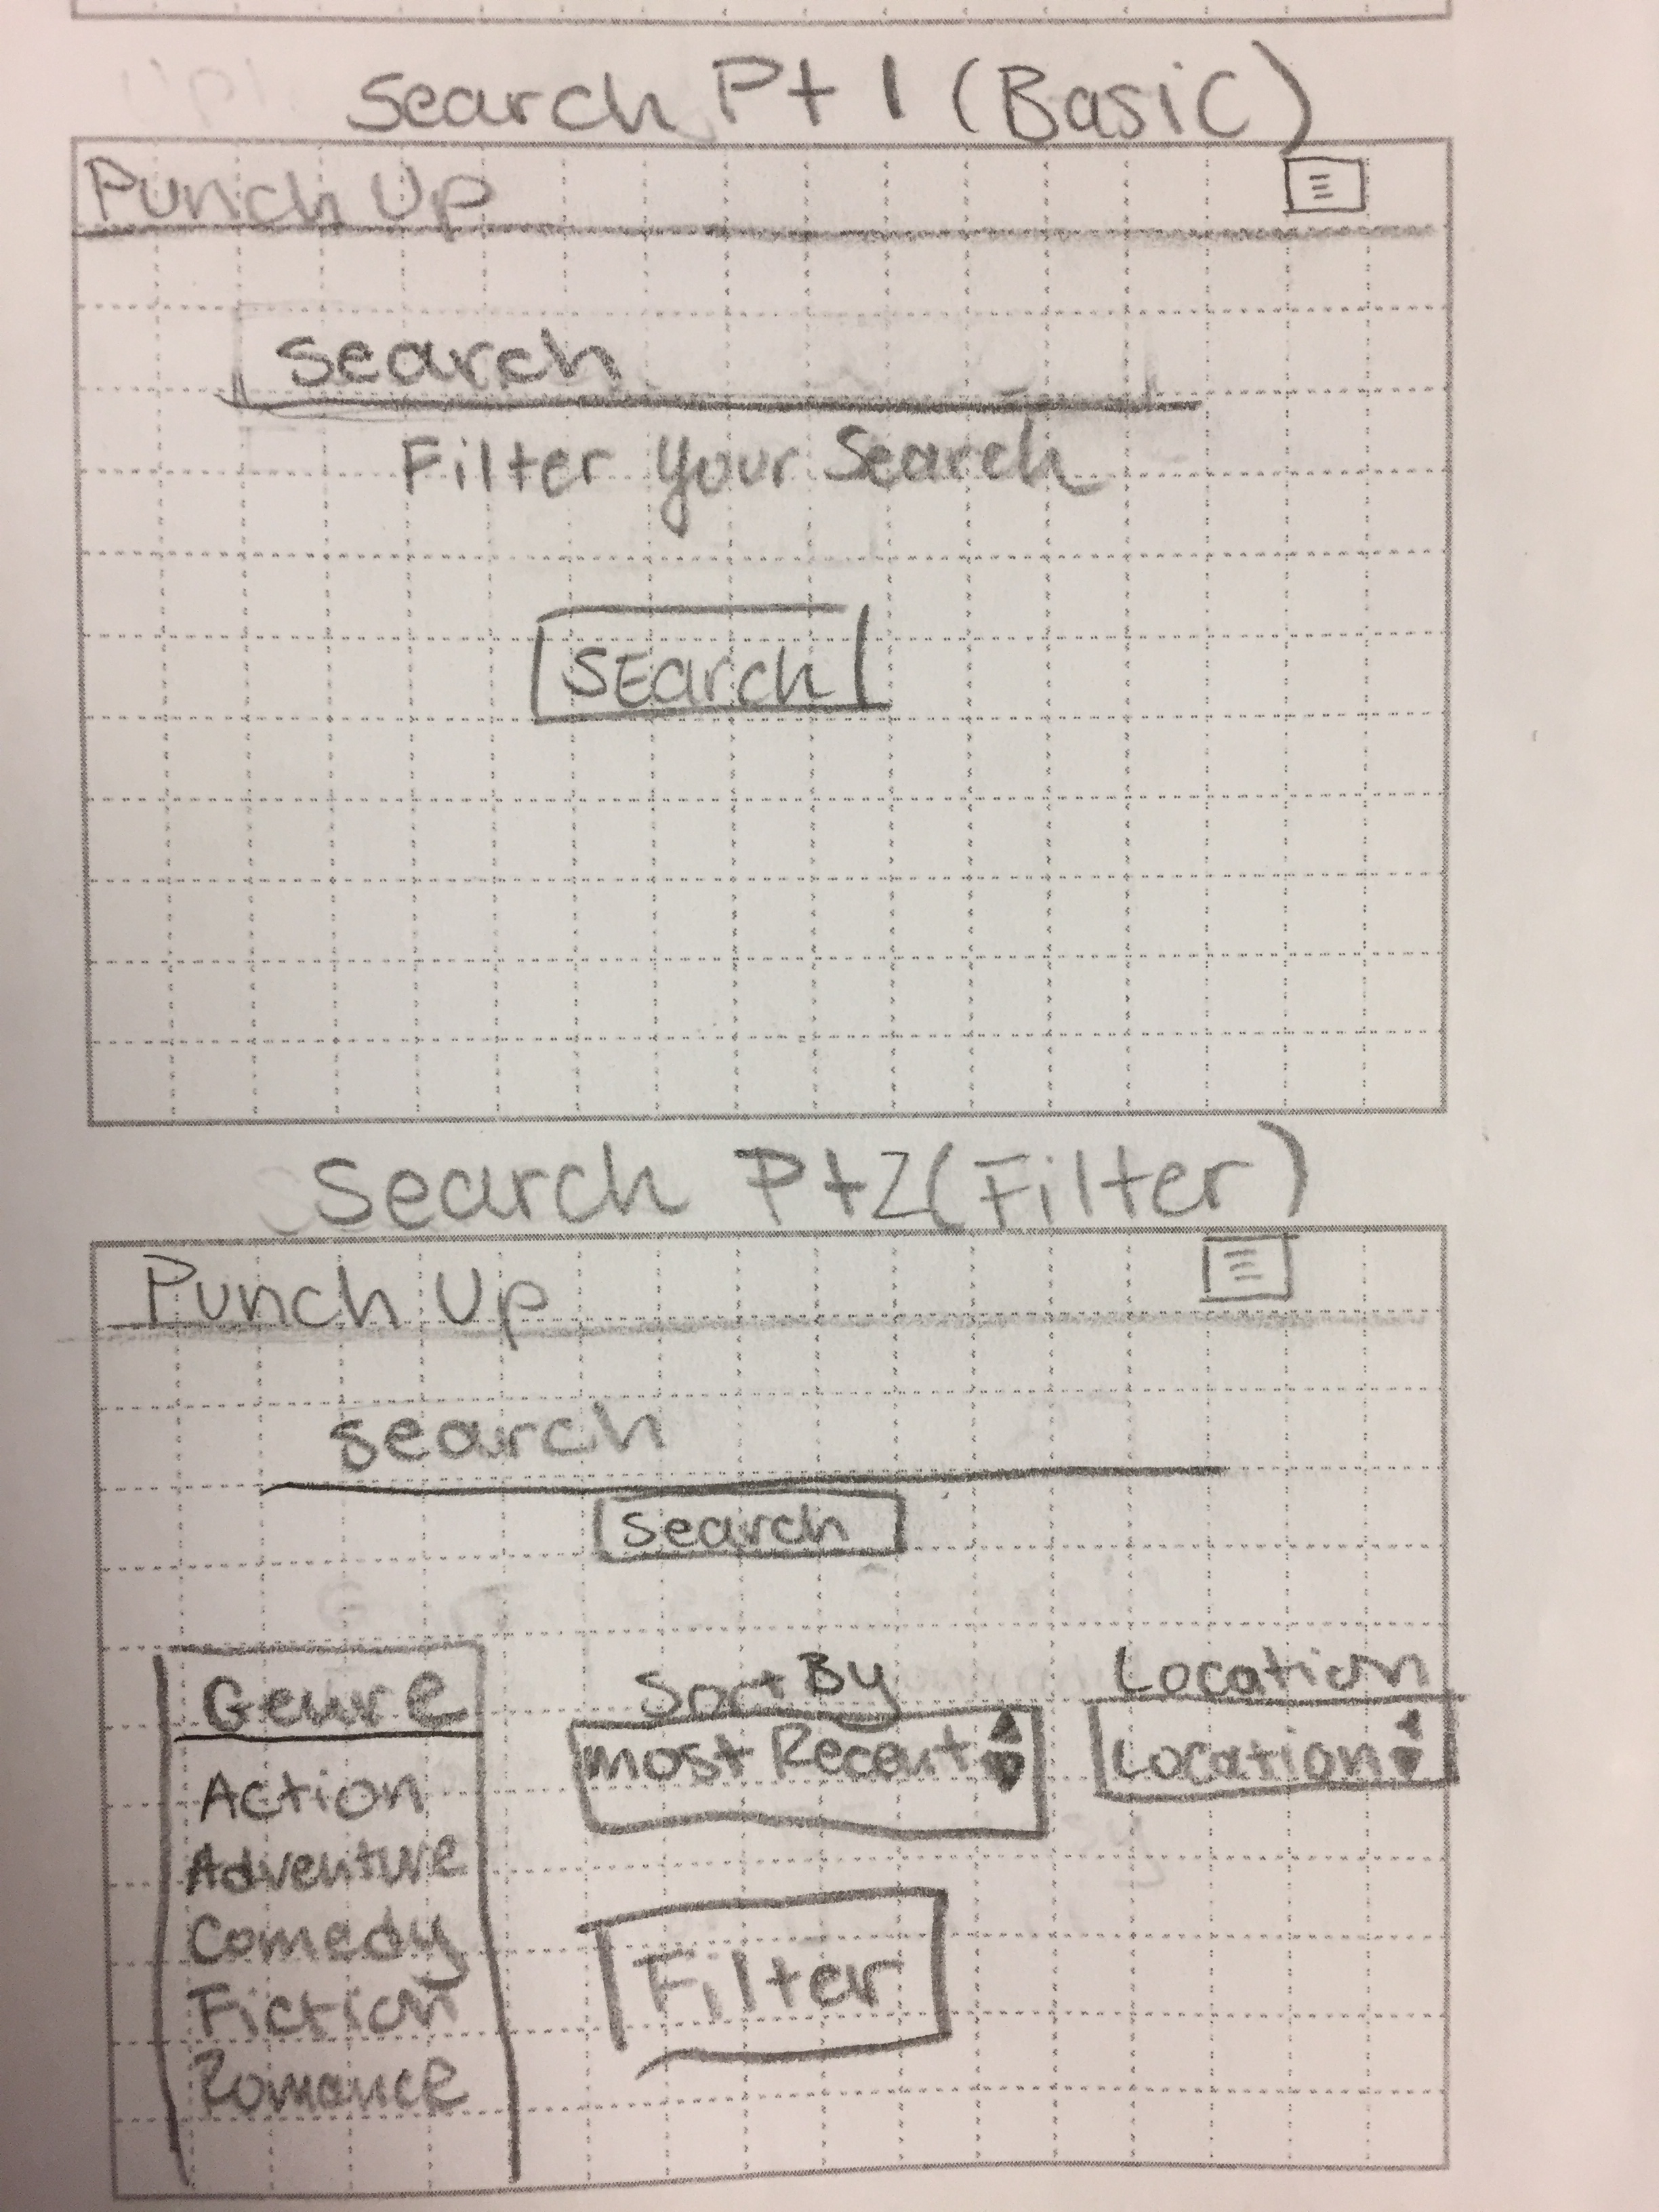 Search Pt 1 (Basic)
Punch Up
search
Filter Your Search
SEarch
Search Pt2 (Filter)
Punch Up
search
Search
Genre
Action
Adventure
Comedy
Fiction
Romance
Sort By
most Recent
Location
Location
Filter